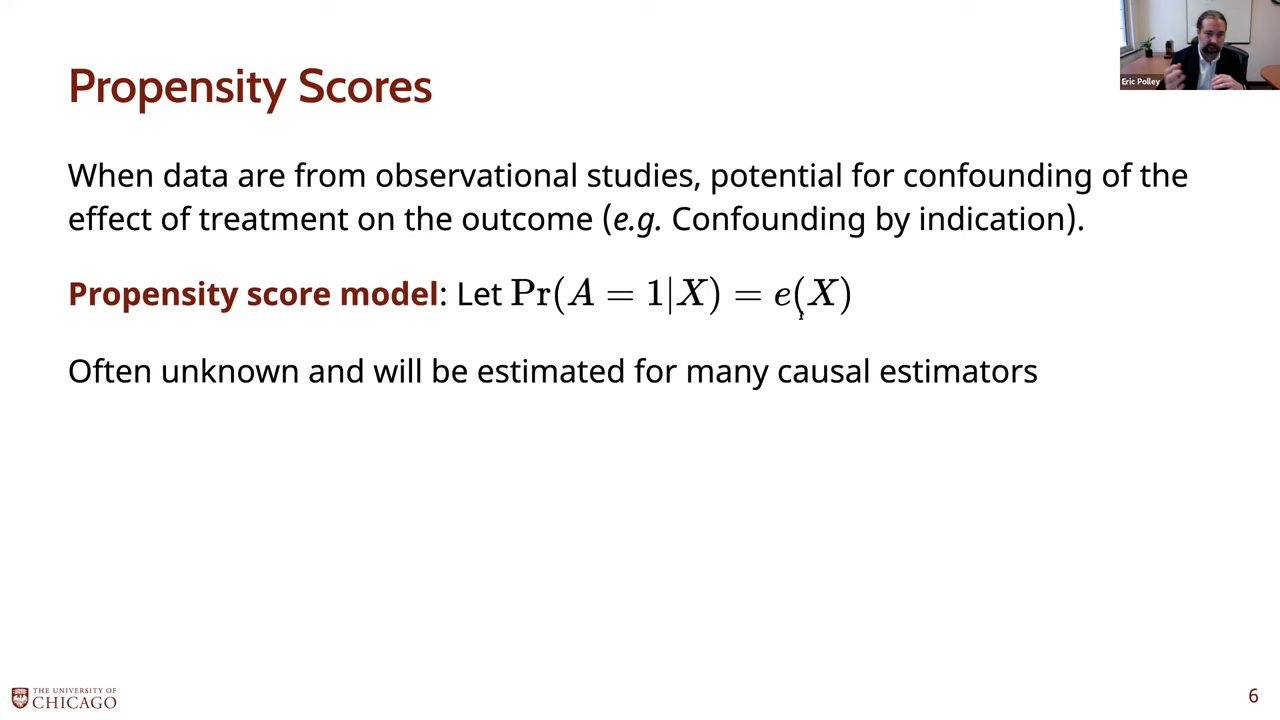 Propensity Scores
Eric Polley
When data are from observational studies, potential for confounding of the
effect of treatment on the outcome (e.g. Confounding by indication).
Propensity score model: Let Pr(A = 1|X) = e(X)
Often unknown and will be estimated for many causal estimators
THE UNIVERSITY OF
CHICAGO
6